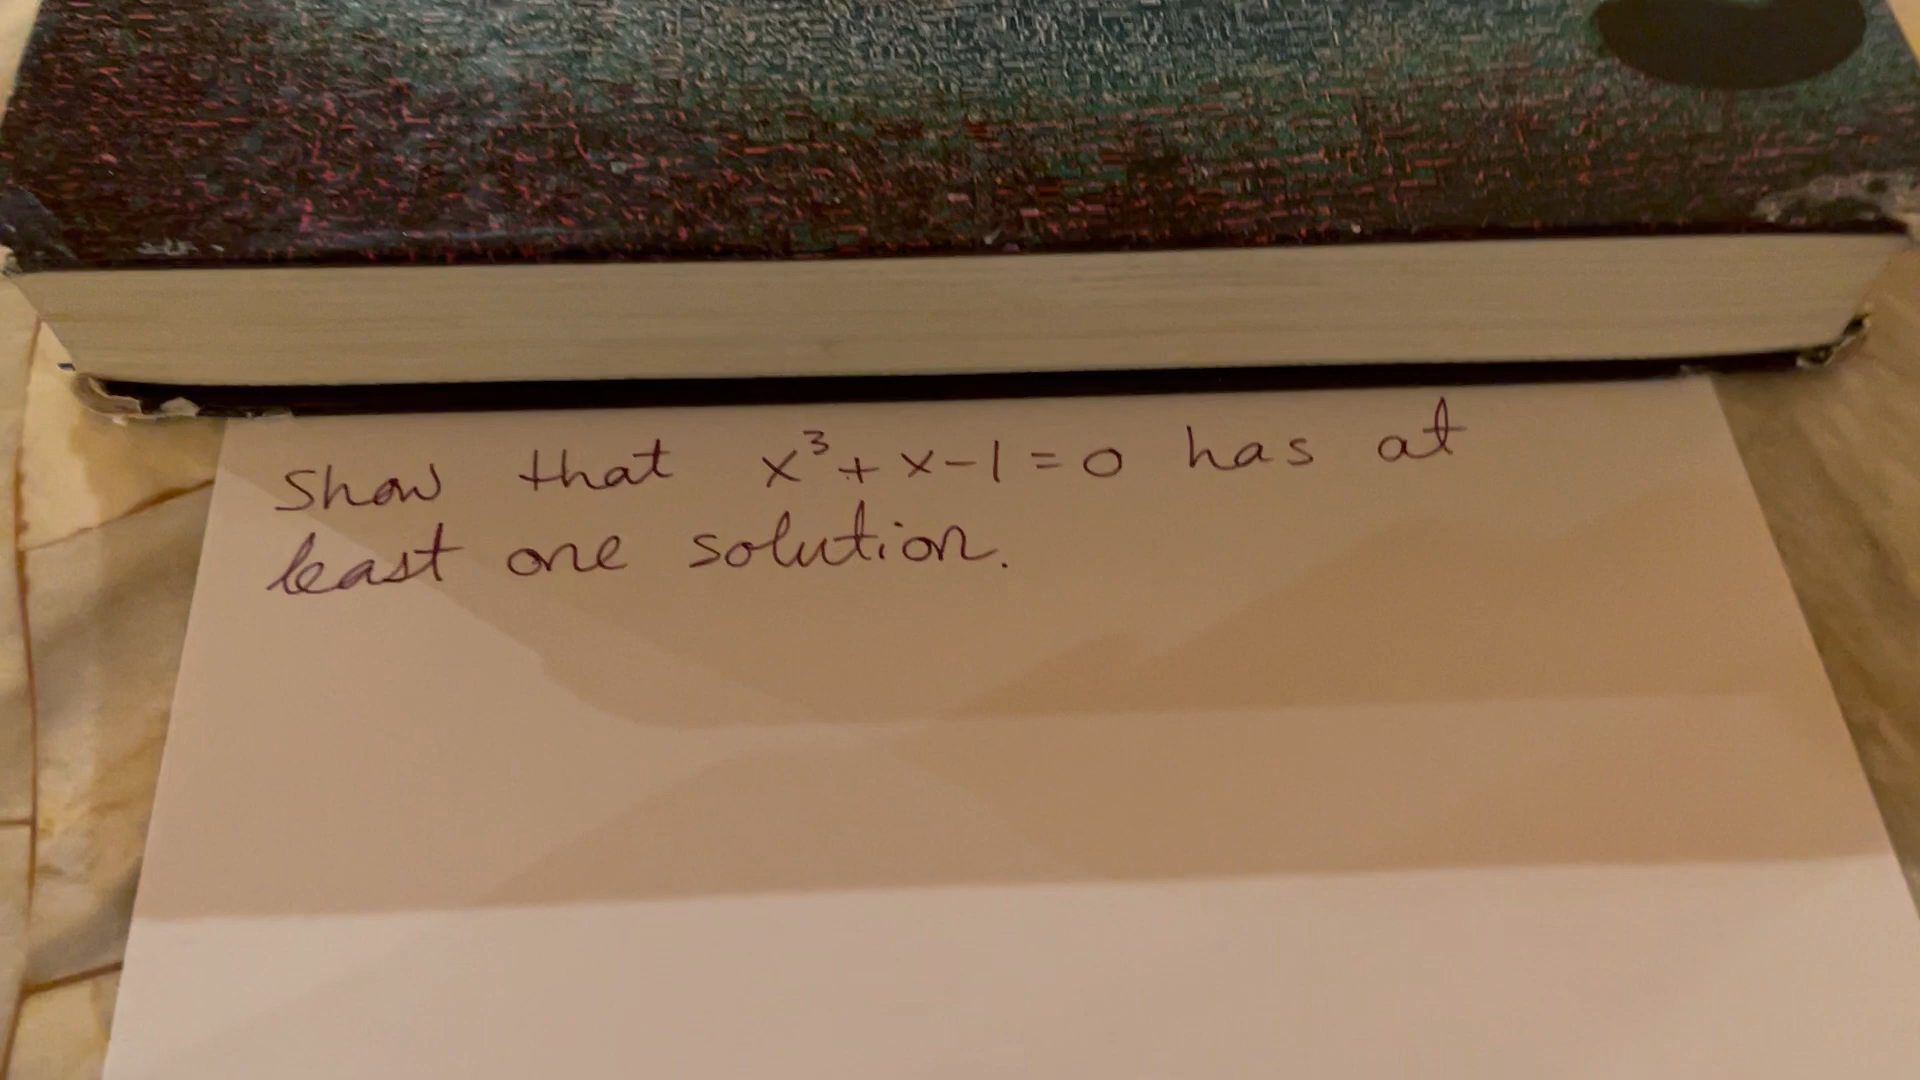 Show that x³ + x - 1 = 0 has at
least one solution.